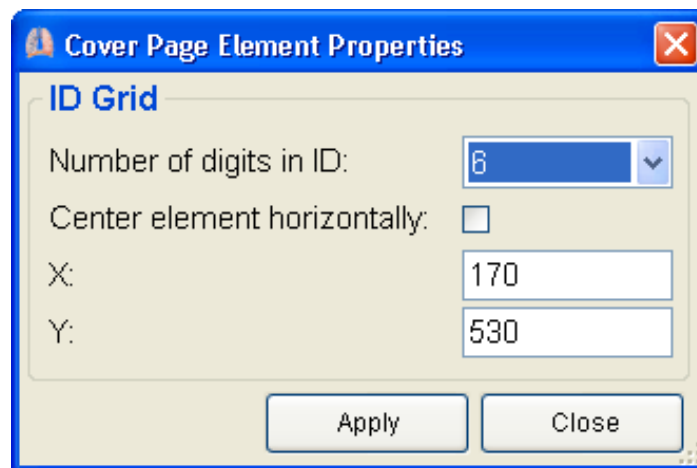 Cover Page Element Properties
ID Grid
Number of digits in ID: 6
Center element horizontally:
X: 170
Y: 530
Apply Close